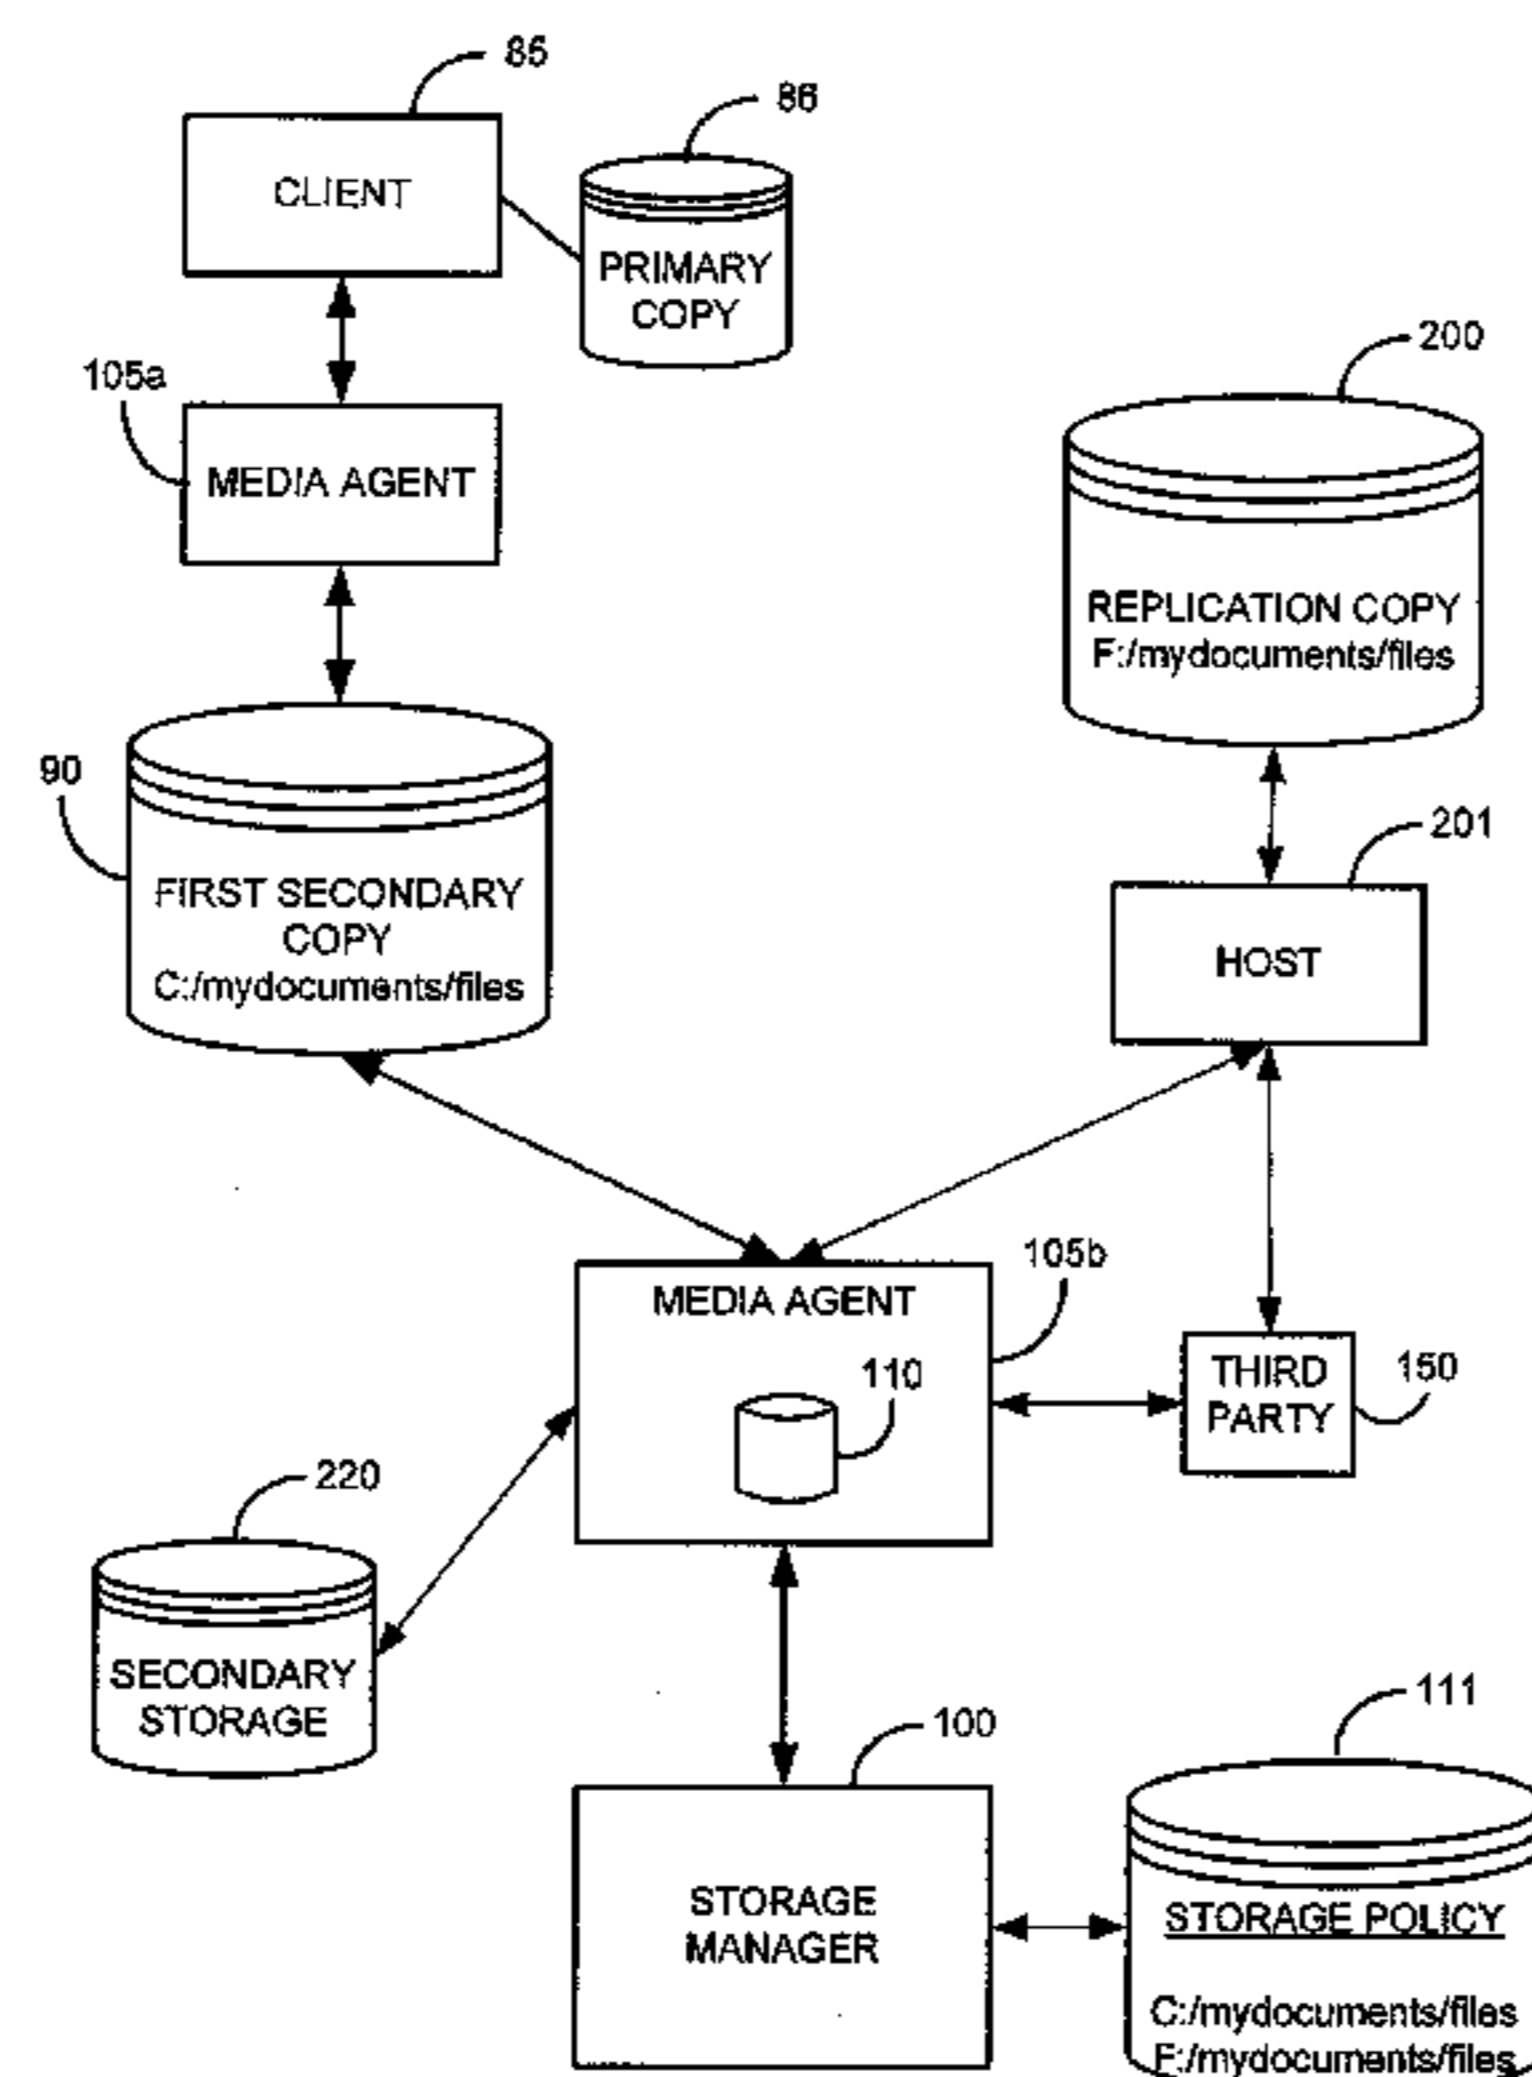 85
86
CLIENT
PRIMARY
COPY
200
105a
MEDIA AGENT
REPLICATION COPY
F:/mydocuments/files
90
201
FIRST SECONDARY
COPY
C:/mydocuments/files
HOST
105b
MEDIA AGENT
110
THIRD
PARTY
150
220
SECONDARY
STORAGE
111
100
STORAGE
MANAGER
STORAGE POLICY
C:/mydocuments/files
F:/mydocuments/files